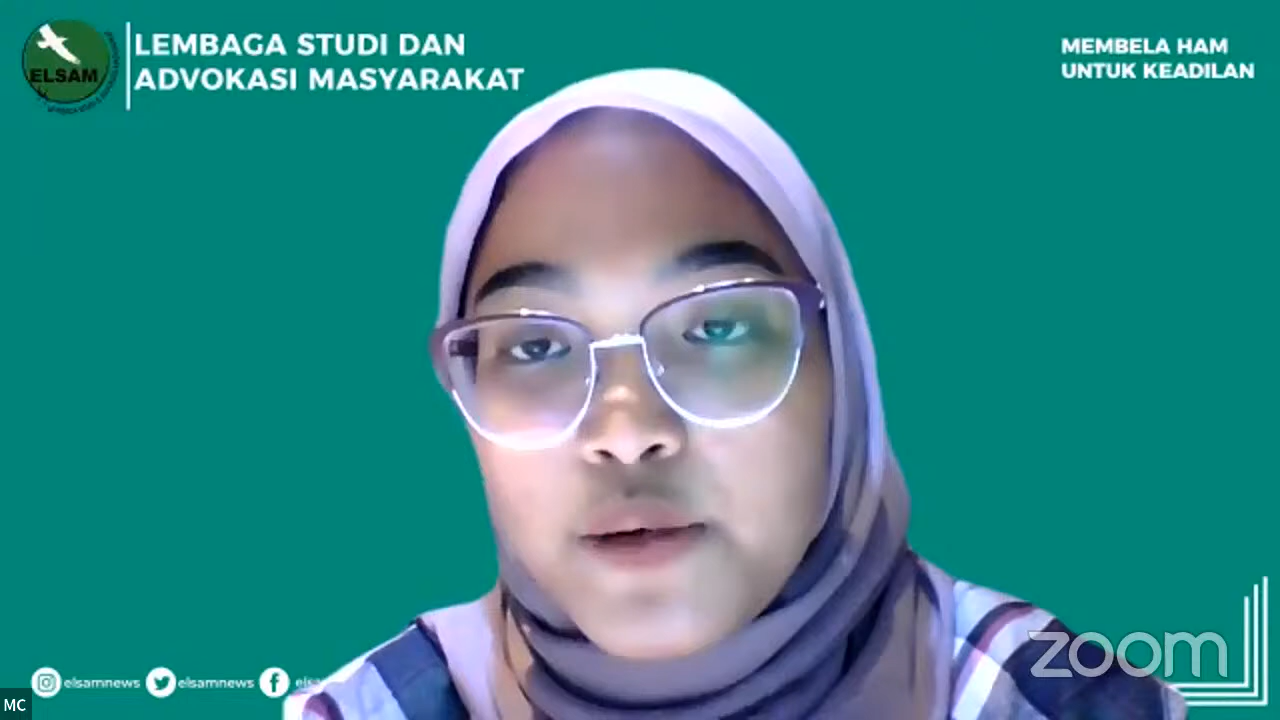 ELSAM
LEMBAGA STUDI DAN
ADVOKASI MASYARAKAT
MEMBELA HAM
UNTUK KEADILAN
zoom
elsamnews
elsamnews
MC